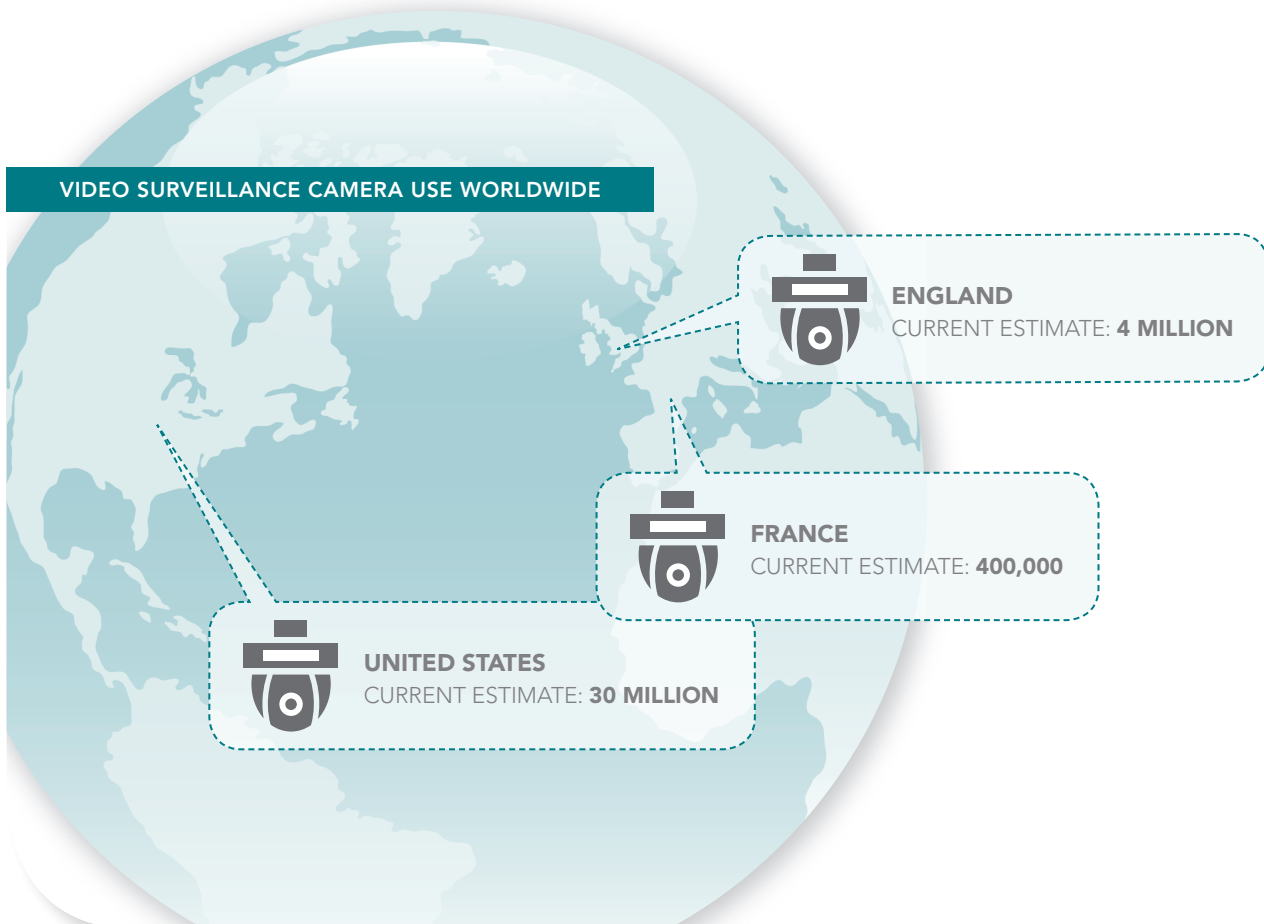 VIDEO SURVEILLANCE CAMERA USE WORLDWIDE
ENGLAND
CURRENT ESTIMATE: 4 MILLION
FRANCE
CURRENT ESTIMATE: 400,000
UNITED STATES
CURRENT ESTIMATE: 30 MILLION